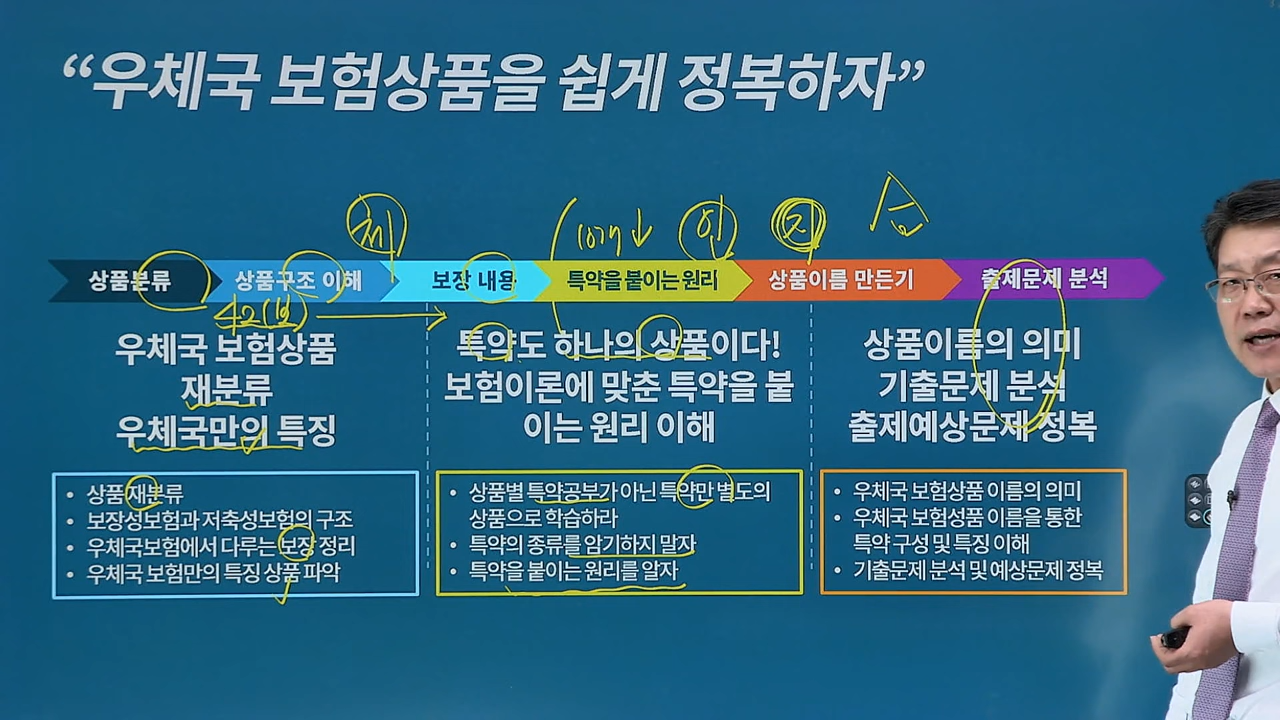 “우체국 보험상품을 쉽게 정복하자”
체
10개↓ 인 지 습
상품분류 상품구조 이해 보장 내용 특약을 붙이는 원리 상품이름 만든기 출제문제 분석
42(보)
우체국 보험상품
재분류
우체국만의 특징
특약도 하나의 상품이다!
보험이론에 맞춘 특약을 붙
이는 원리 이해
상품이름의 의미
기출문제 분석
출제예상문제 정복
• 상품 재분류
• 보장성보험과 저축성보험의 구조
• 우체국보험에서 다루는 보장 정리
• 우체국 보험만의 특징 상품 파악
• 상품별 특약공부가 아닌 특약만 별도의
상품으로 학습하라
• 특약의 종류를 암기하지 말자
• 특약을 붙이는 원리를 알자
• 우체국 보험상품 이름의 의미
• 우체국 보험성품 이름을 통한
특약 구성 및 특징 이해
• 기출문제 분석 및 예상문제 정복